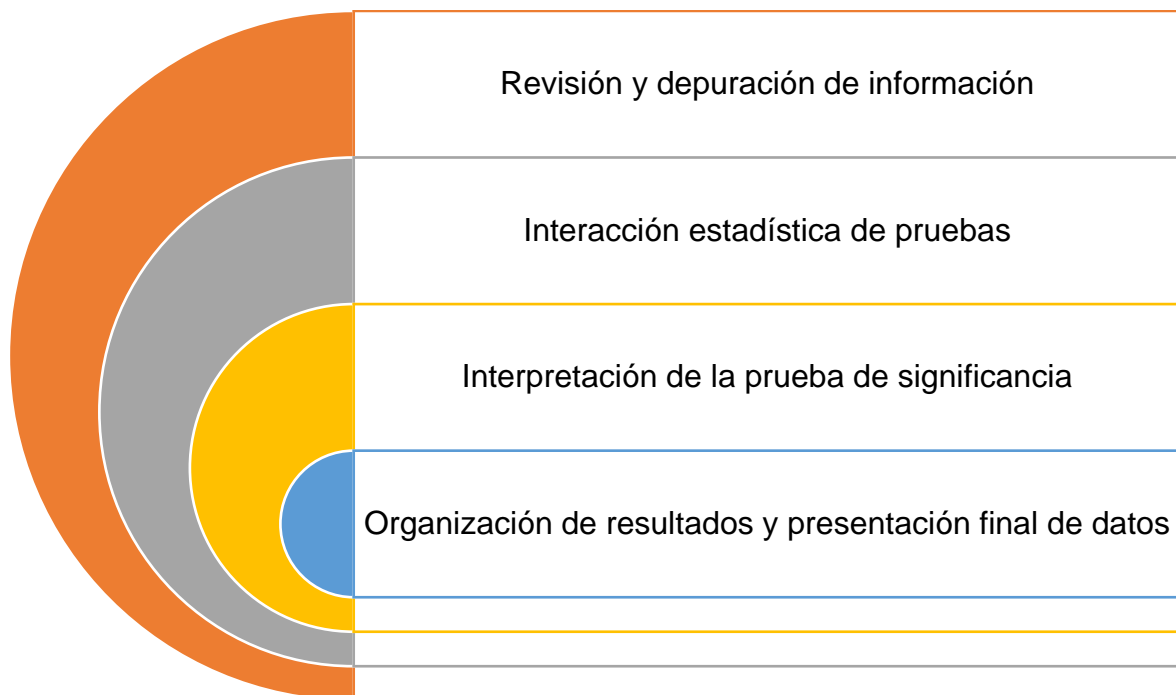 Revisión y depuración de información
Interacción estadística de pruebas
Interpretación de la prueba de significancia
Organización de resultados y presentación final de datos